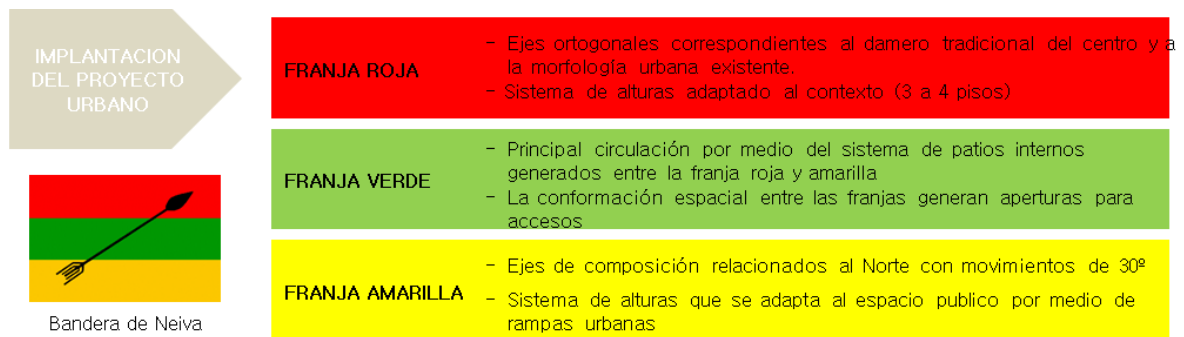 IMPLANTACION
DEL PROYECTO
URBANO
FRANJA ROJA
- Ejes ortogonales correspondientes al damero tradicional del centro y a
la morfología urbana existente.
- Sistema de alturas adaptado al contexto (3 a 4 pisos)
FRANJA VERDE
- Principal circulación por medio del sistema de patios internos
generados entre la franja roja y amarilla
- La conformación espacial entre las franjas generan aperturas para
accesos
FRANJA AMARILLA
- Ejes de composición relacionados al Norte con movimientos de 30º
- Sistema de alturas que se adapta al espacio publico por medio de
rampas urbanas
Bandera de Neiva